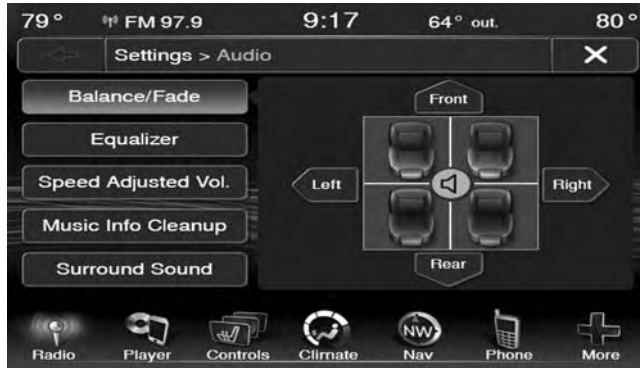 79° FM 97.9 9:17 64° out. 80°
Settings > Audio
Balance/Fade
Equalizer
Speed Adjusted Vol.
Music Info Cleanup
Surround Sound
Front
Left
Right
Rear
Radio Player Controls Climate NW Nav Phone More